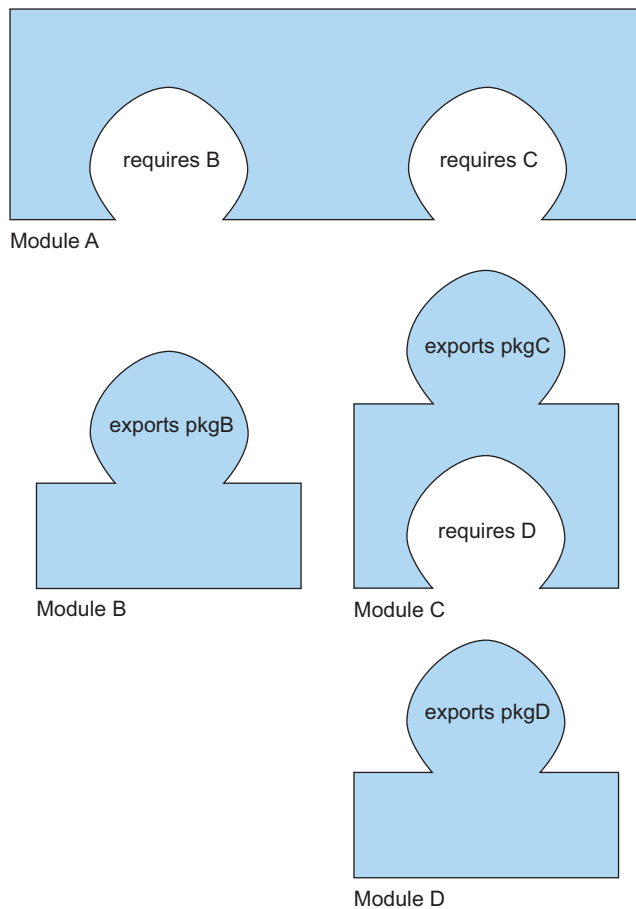 requires B
requires C
Module A
exports pkgC
exports pkgB
requires D
Module B
Module C
exports pkgD
Module D